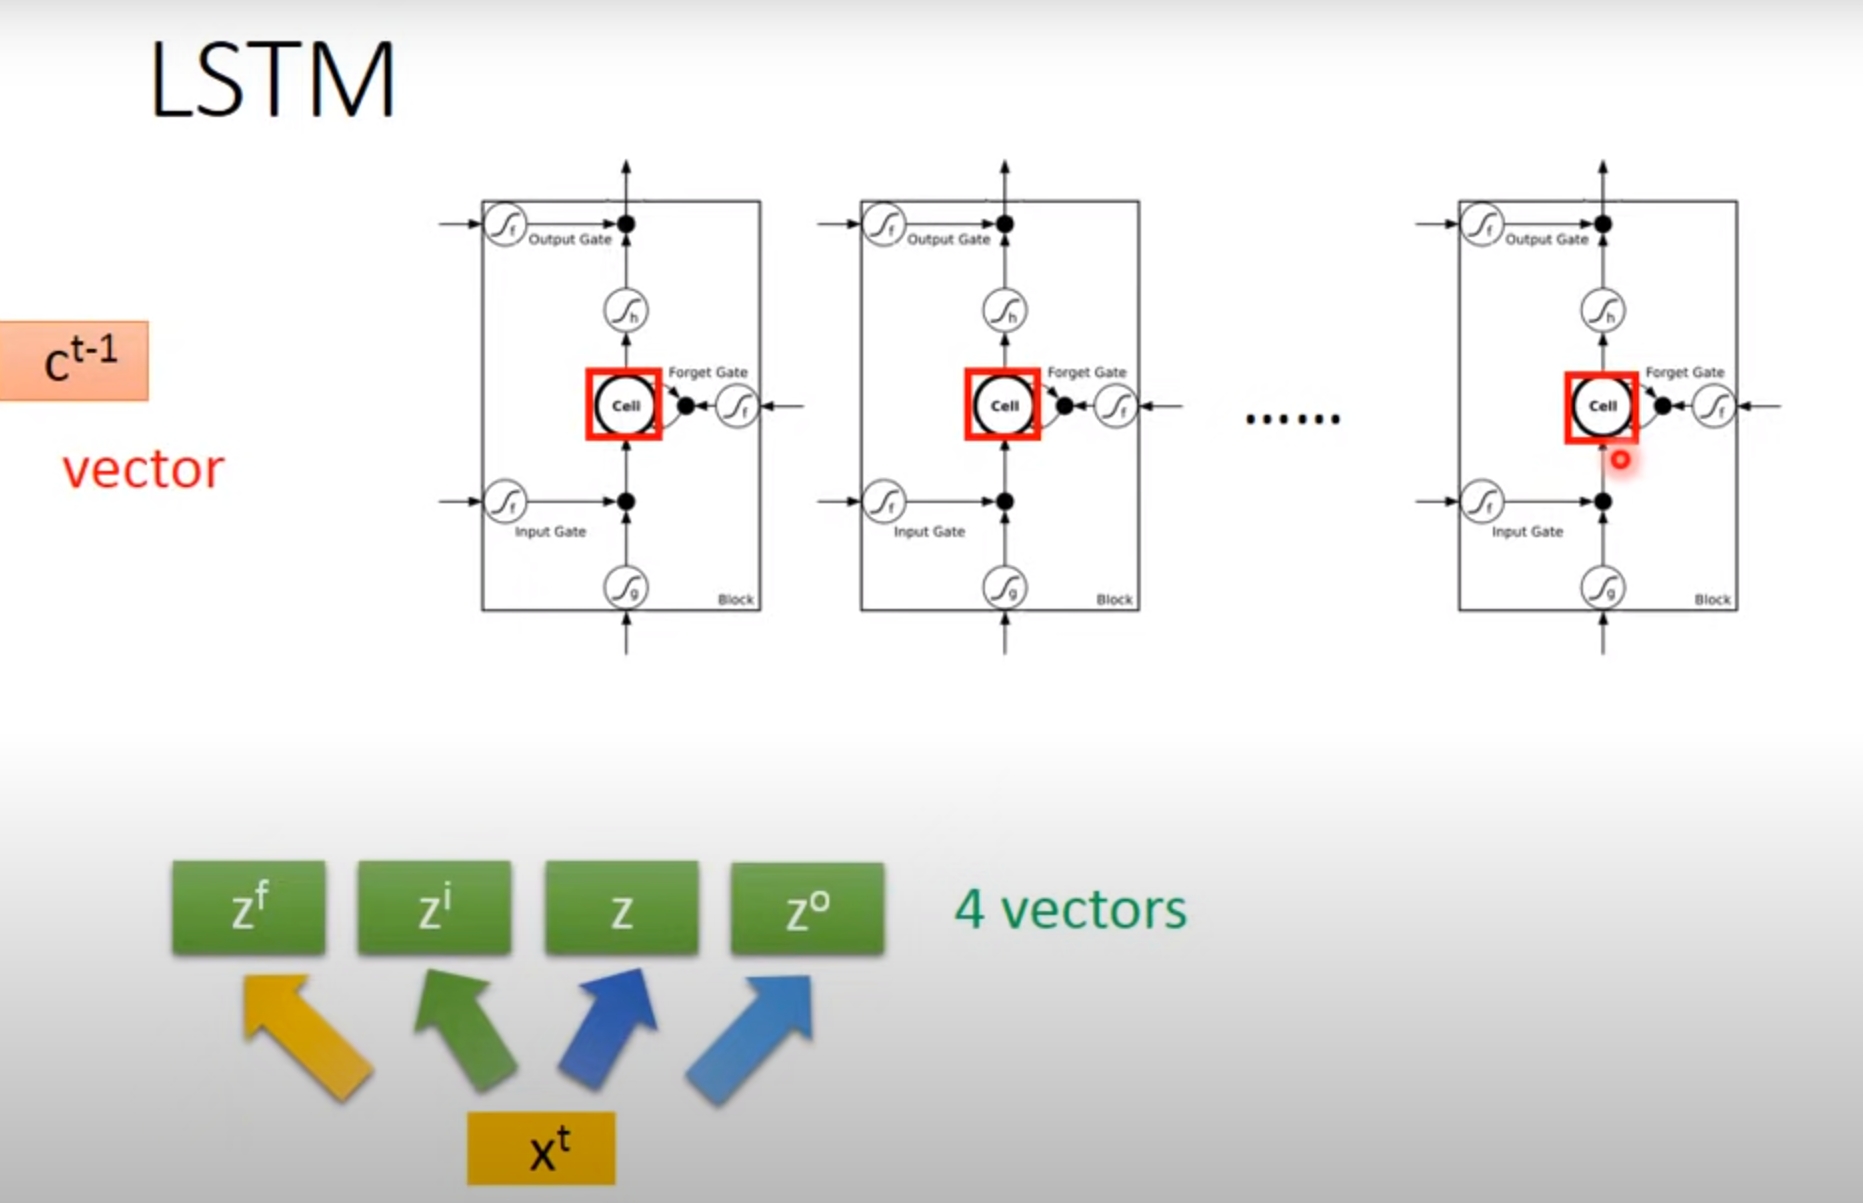 LSTM
c^t-1
vector
f
Output Gate
h
Forget Gate
Cell
f
f
Input Gate
g
Block
f
Output Gate
h
Forget Gate
Cell
f
f
Input Gate
g
Block
......
f
Output Gate
h
Forget Gate
Cell
f
f
Input Gate
g
Block
z^f
z^i
z
z^o
4 vectors
x^t